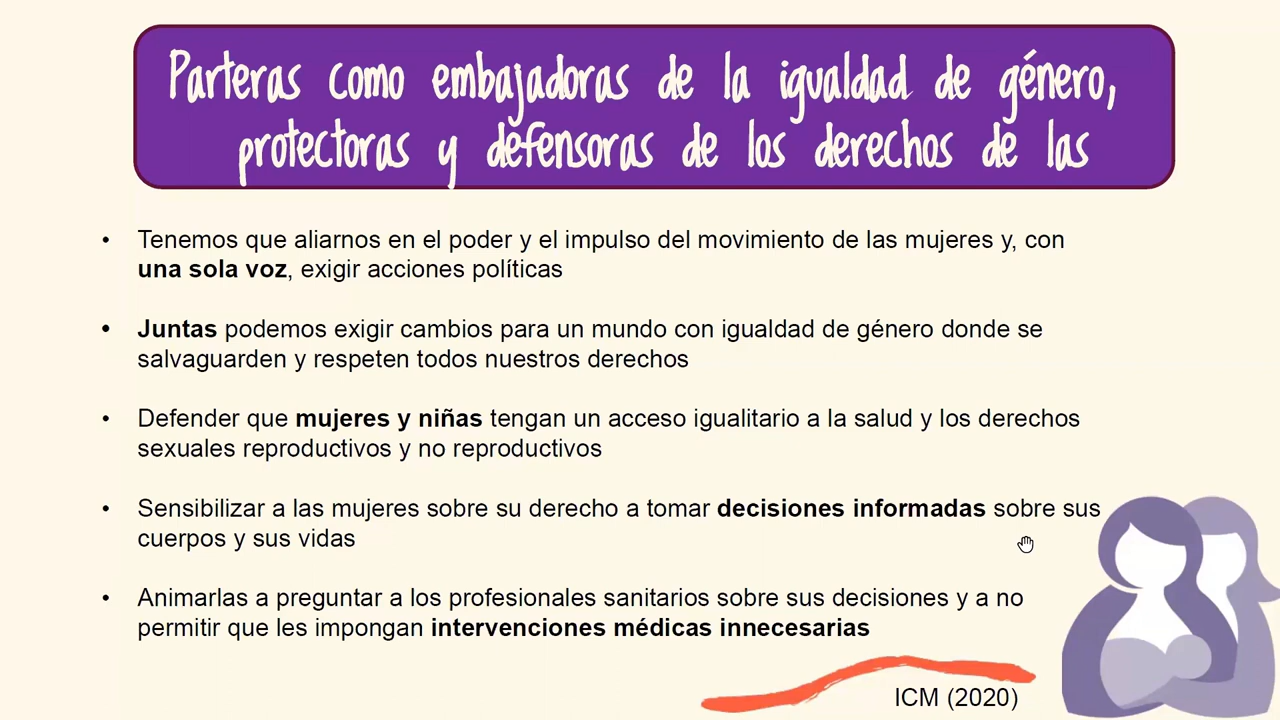 Parteras como embajadoras de la igualdad de género,
protectoras y defensoras de los derechos de las
• Tenemos que aliarnos en el poder y el impulso del movimiento de las mujeres y, con
una sola voz, exigir acciones políticas
• Juntas podemos exigir cambios para un mundo con igualdad de género donde se
salvaguarden y respeten todos nuestros derechos
• Defender que mujeres y niñas tengan un acceso igualitario a la salud y los derechos
sexuales reproductivos y no reproductivos
• Sensibilizar a las mujeres sobre su derecho a tomar decisiones informadas sobre sus
cuerpos y sus vidas
• Animarlas a preguntar a los profesionales sanitarios sobre sus decisiones y a no
permitir que les impongan intervenciones médicas innecesarias
ICM (2020)